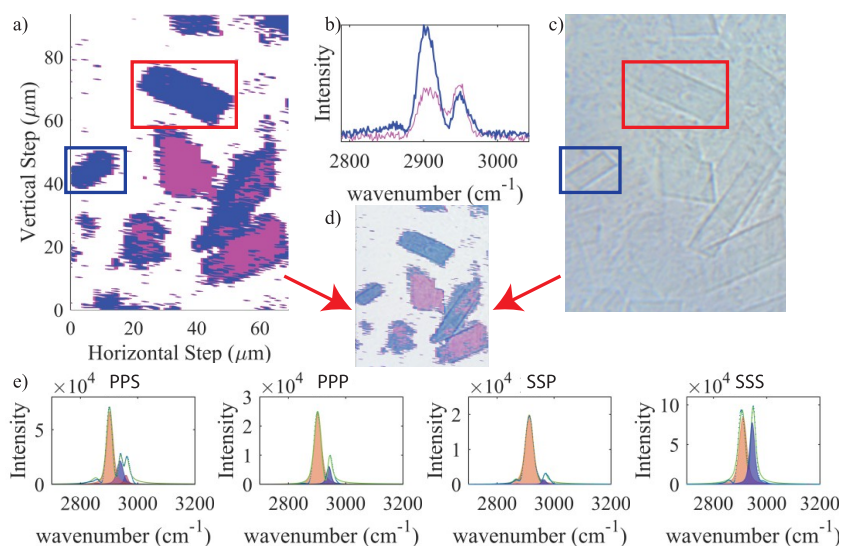 a)
80
60
40
20
0
Vertical Step (μm)
0 20 40 60
Horizontal Step (μm)
b)
Intensity
2800 2900 3000
wavenumber (cm⁻¹)
c)
d)
e)
×10⁴ PPS
5
0
Intensity
2800 3000 3200
wavenumber (cm⁻¹)
×10⁴ PPP
3
2
1
0
Intensity
2800 3000 3200
wavenumber (cm⁻¹)
×10⁴ SSP
2
1
0
Intensity
2800 3000 3200
wavenumber (cm⁻¹)
×10⁴ SSS
10
5
0
Intensity
2800 3000 3200
wavenumber (cm⁻¹)